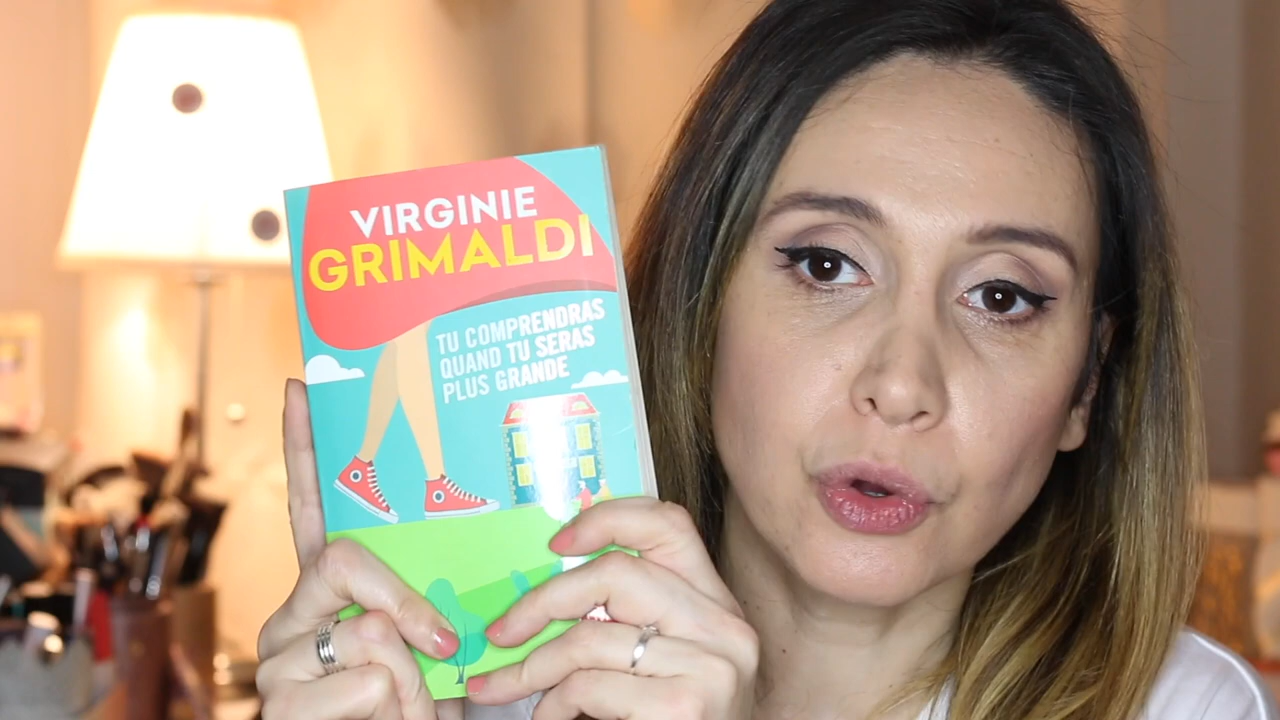 VIRGINIE
GRIMALDI
TU COMPRENDRAS
QUAND TU SERAS
PLUS GRANDE